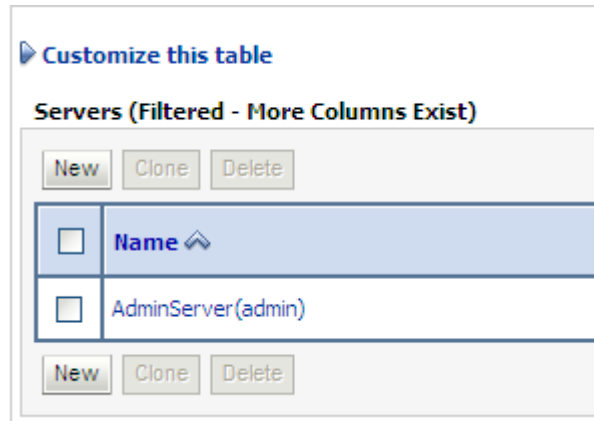 Customize this table
Servers (Filtered - More Columns Exist)
New Clone Delete
Name
AdminServer(admin)
New Clone Delete